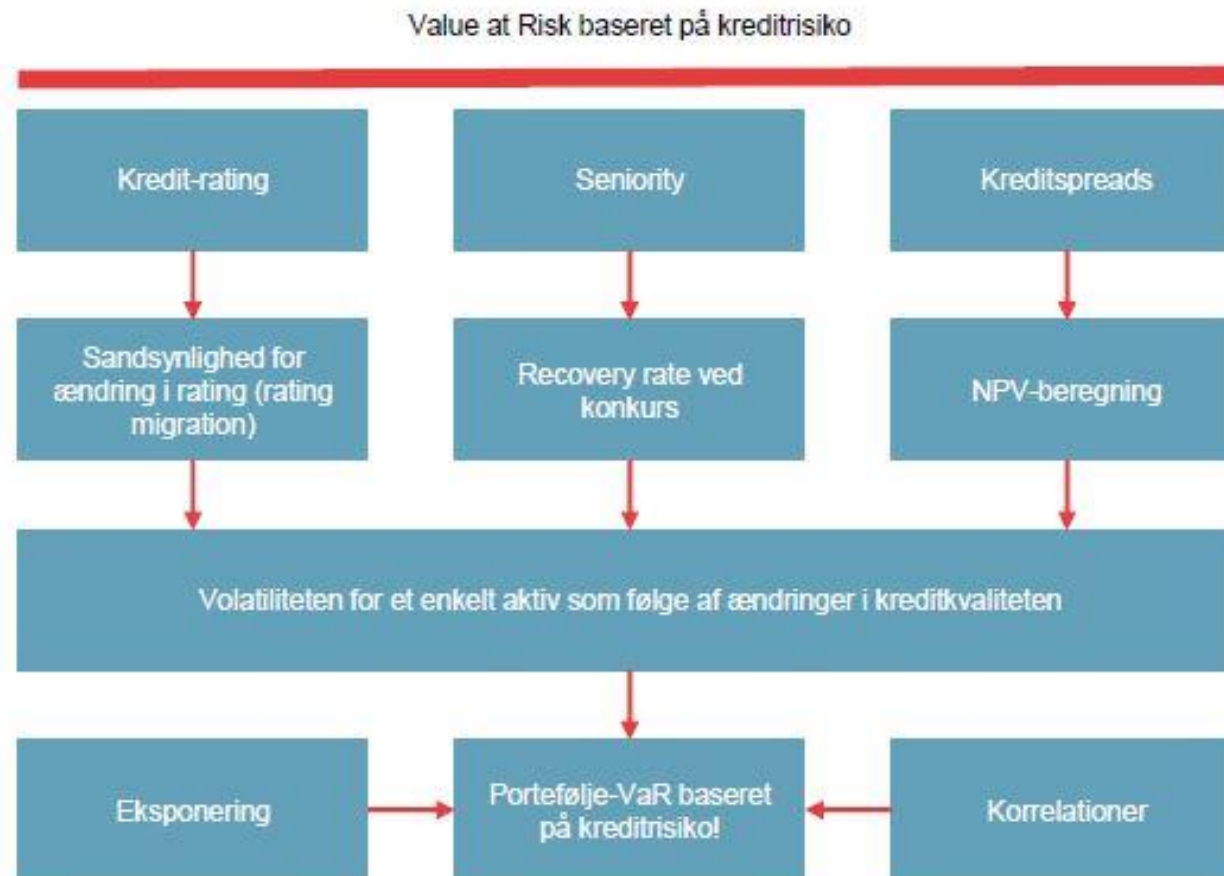 Value at Risk baseret på kreditrisiko
Kredit-rating
Seniority
Kreditspreads
Sandsynlighed for
ændring i rating (rating
migration)
Recovery rate ved
konkurs
NPV-beregning
Volatiliteten for et enkelt aktiv som følge af ændringer i kreditkvaliteten
Eksponering
Portefølje-VaR baseret
på kreditrisiko!
Korrelationer